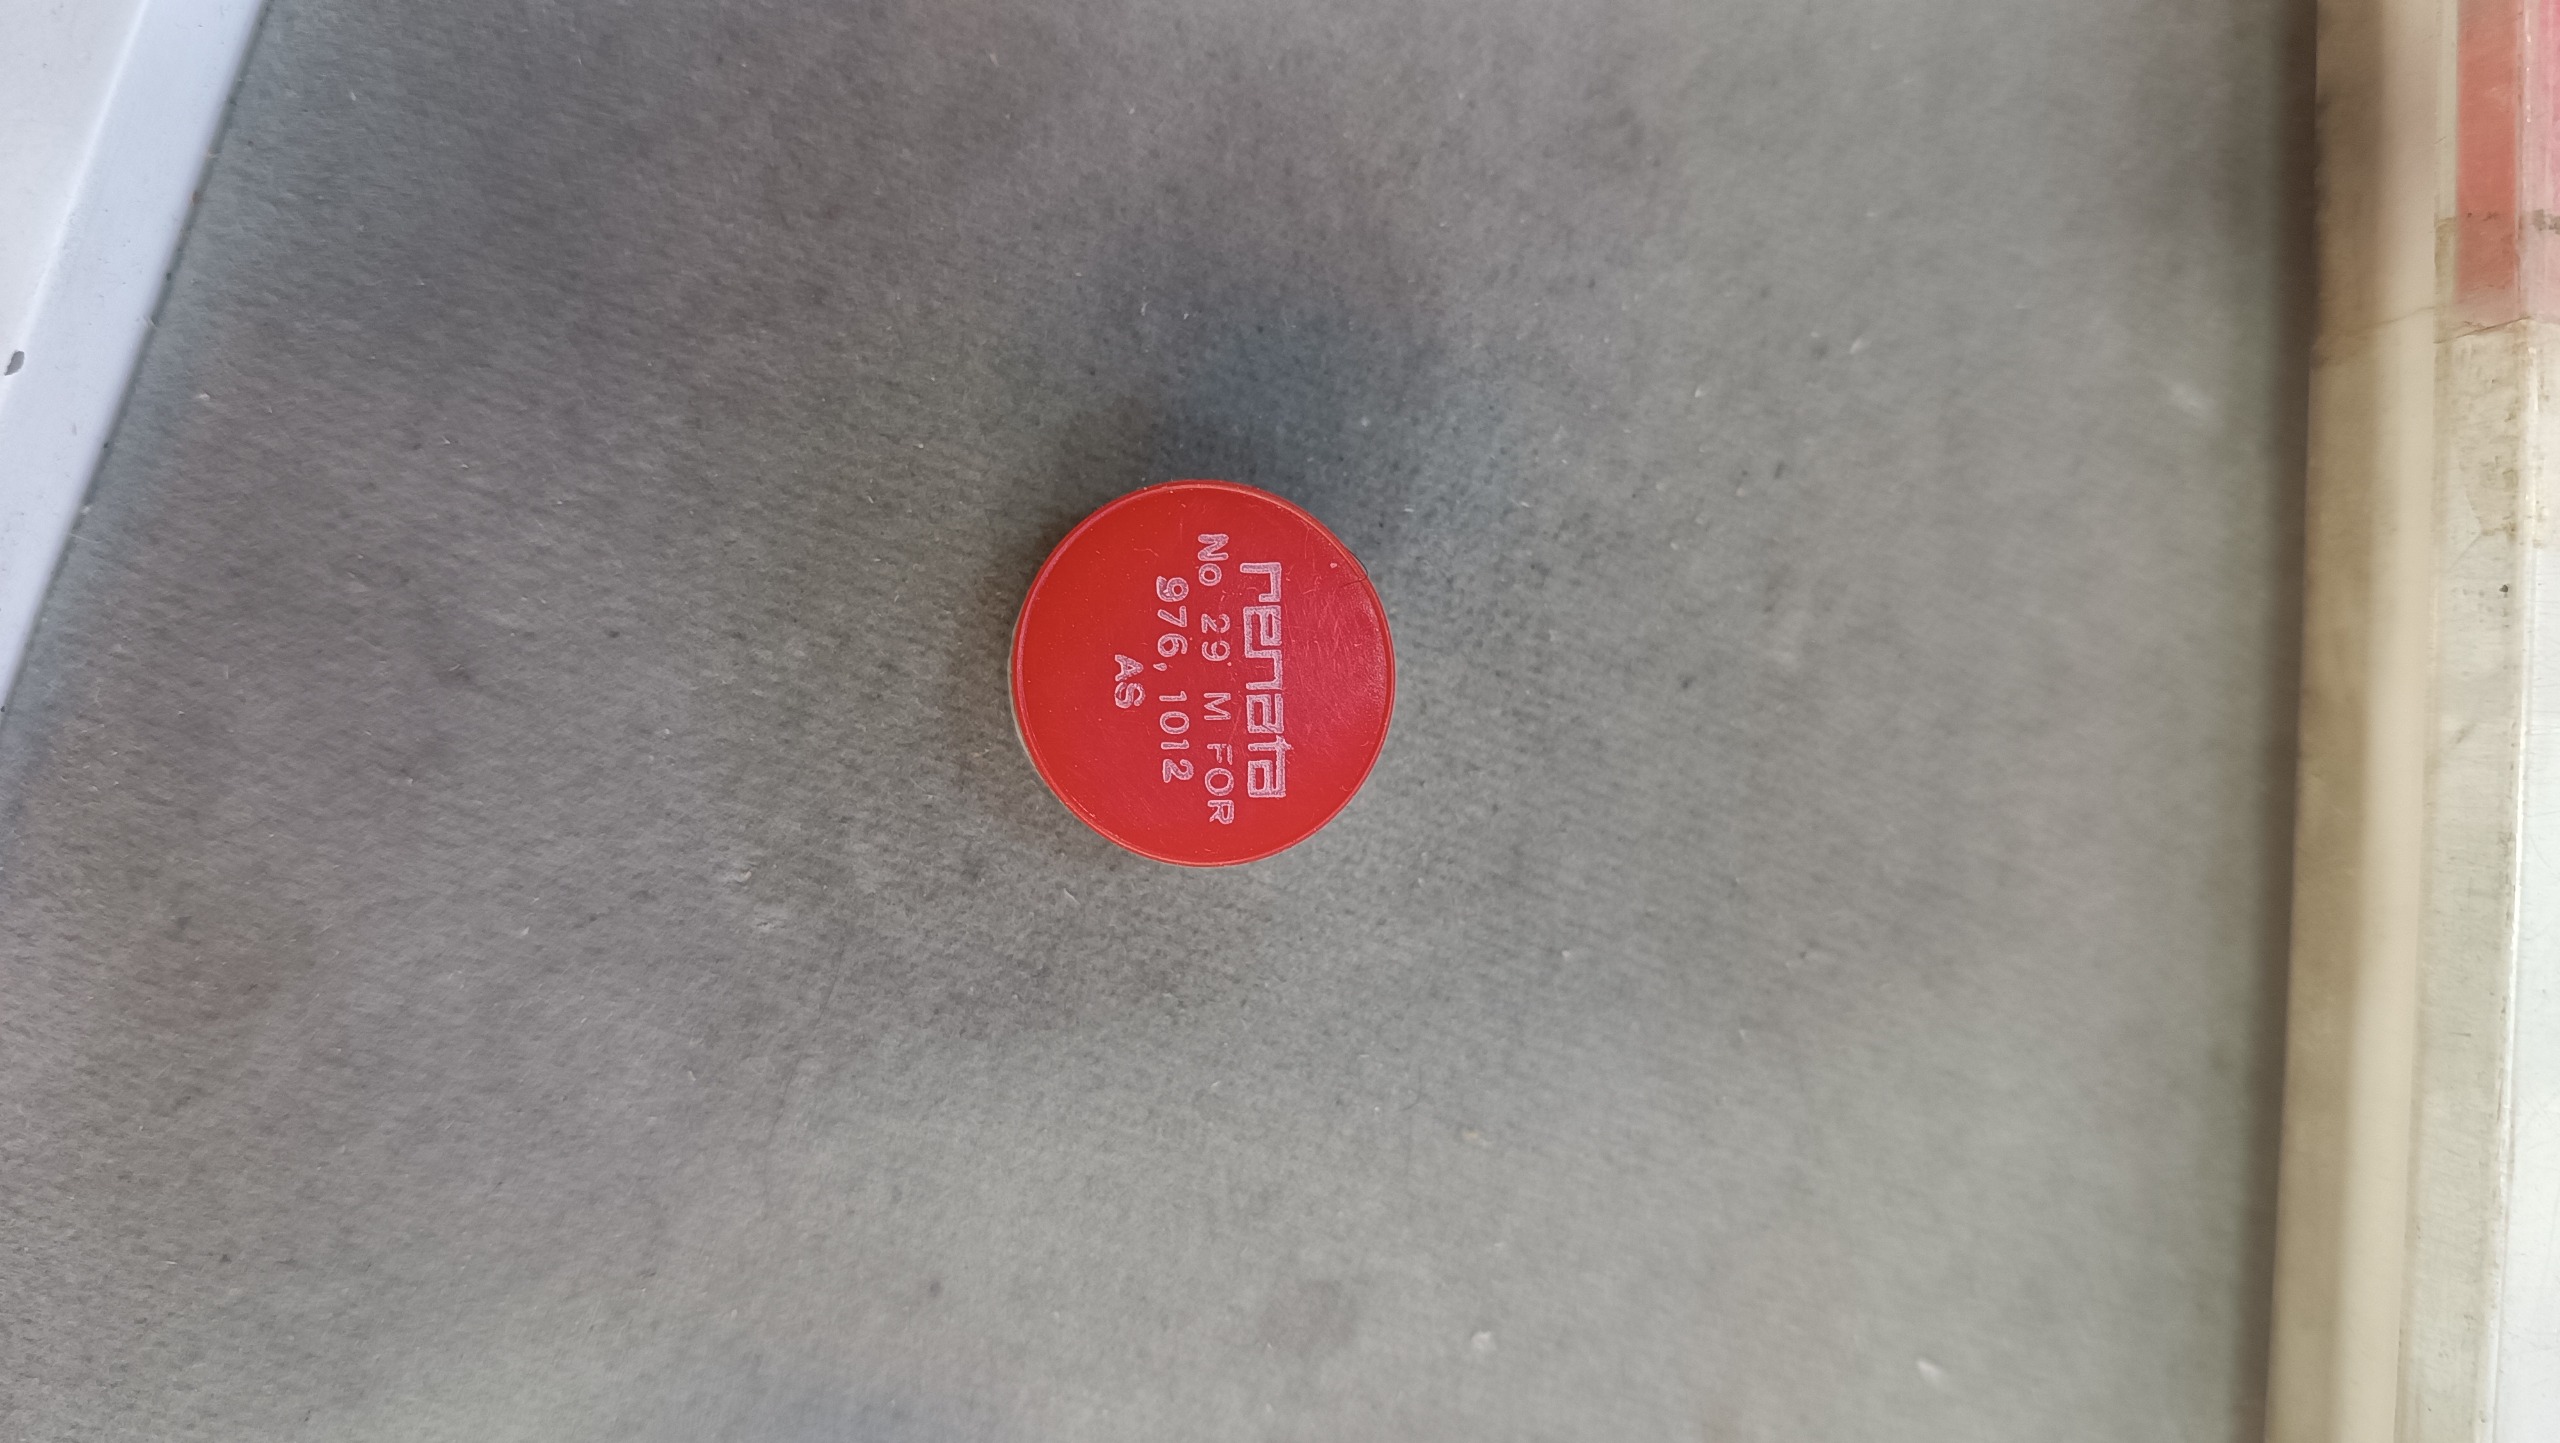 renata
No 29 M FOR
976, 1012
AS